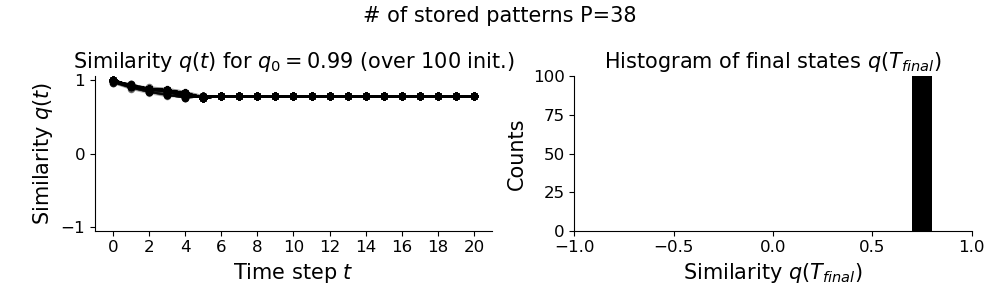 # of stored patterns P=38
Similarity q(t) for q₀ = 0.99 (over 100 init.)
Similarity q(t)
1
0
−1
0 2 4 6 8 10 12 14 16 18 20
Time step t
Histogram of final states q(T_final)
Counts
100
75
50
25
0
−1.0 −0.5 0.0 0.5 1.0
Similarity q(T_final)